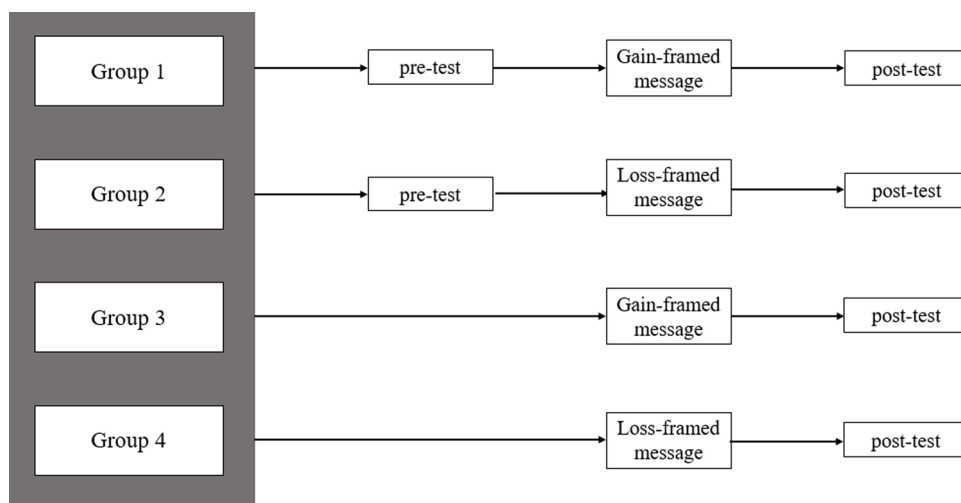 Group 1
pre-test
Gain-framed
message
post-test
Group 2
pre-test
Loss-framed
message
post-test
Group 3
Gain-framed
message
post-test
Group 4
Loss-framed
message
post-test